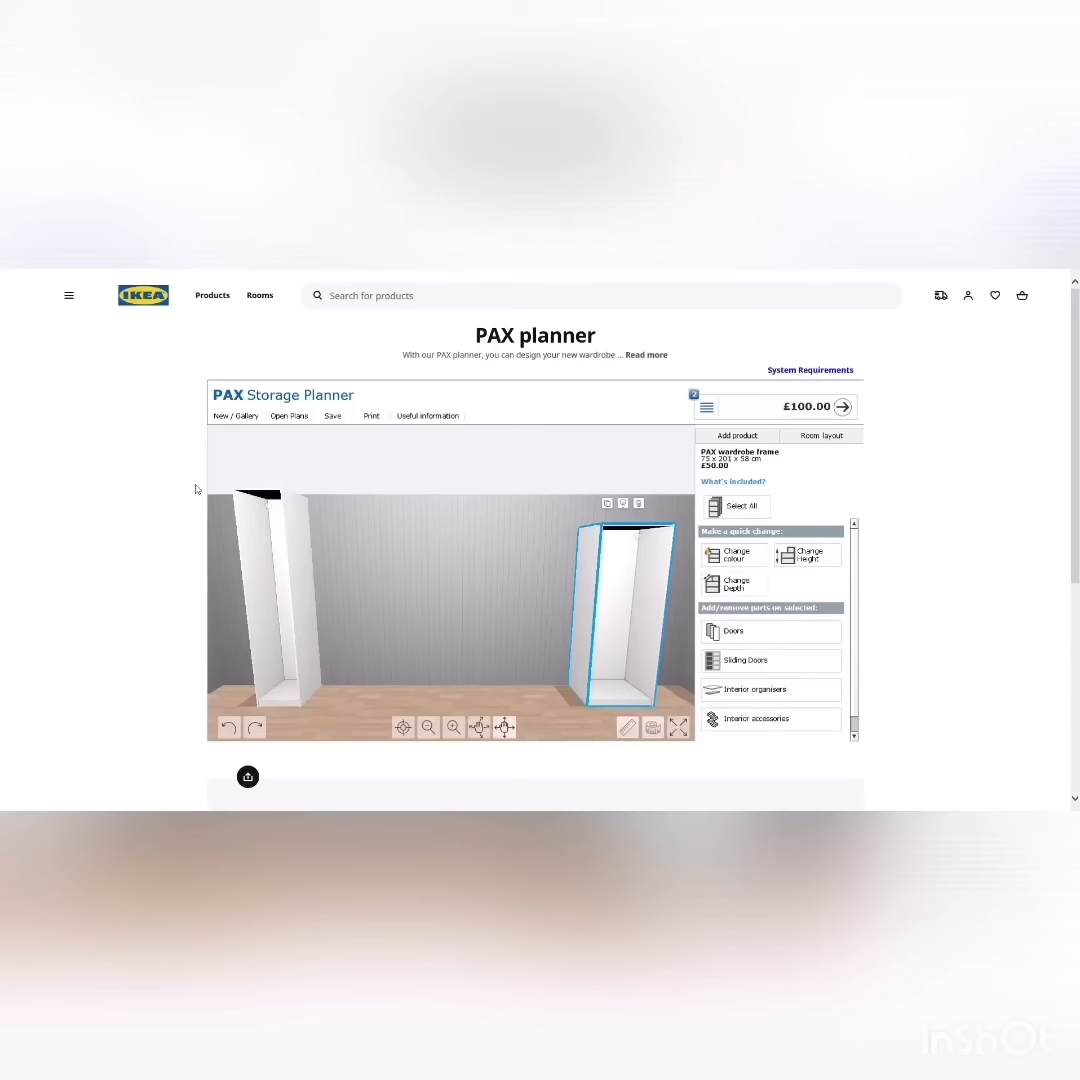 IKEA
Products
Rooms
Search for products
PAX planner
With our PAX planner, you can design your new wardrobe ... Read more
System Requirements
PAX Storage Planner
New / Gallery
Open Plans
Save
Print
Useful information
2
£100.00
Add product
Room layout
PAX wardrobe frame
75 x 201 x 58 cm
£50.00
What's included?
Select All
Make a quick change:
Change colour
Change Height
Change Depth
Add/remove parts on selected:
Doors
Sliding Doors
Interior organisers
Interior accessories
InShOt